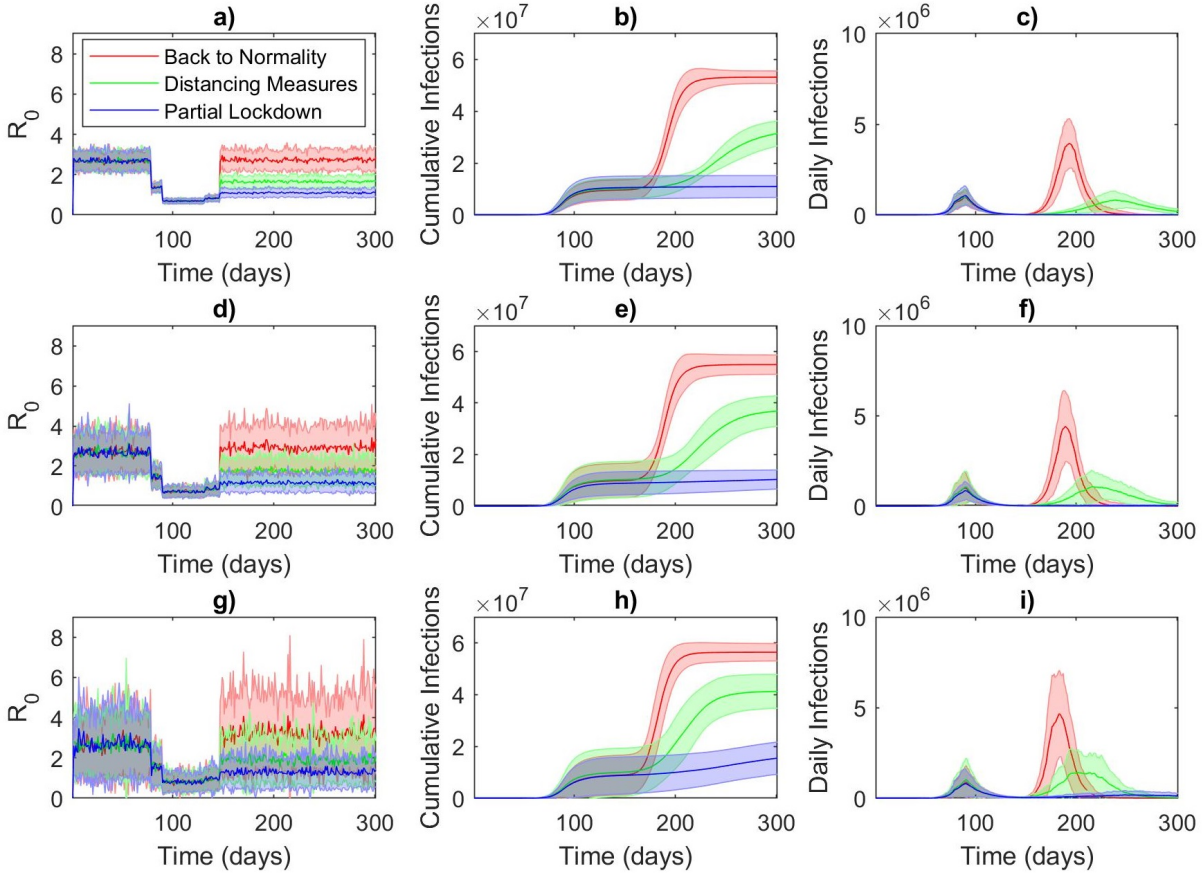 a)
b)
c)
×10^7
×10^6
R_0
8
6
4
2
0
Back to Normality
Distancing Measures
Partial Lockdown
100 200 300
Time (days)
Cumulative Infections
6
4
2
0
100 200 300
Time (days)
Daily Infections
10
5
0
100 200 300
Time (days)
d)
e)
f)
×10^7
×10^6
R_0
8
6
4
2
0
100 200 300
Time (days)
Cumulative Infections
6
4
2
0
100 200 300
Time (days)
Daily Infections
10
5
0
100 200 300
Time (days)
g)
h)
i)
×10^7
×10^6
R_0
8
6
4
2
0
100 200 300
Time (days)
Cumulative Infections
6
4
2
0
100 200 300
Time (days)
Daily Infections
10
5
0
100 200 300
Time (days)